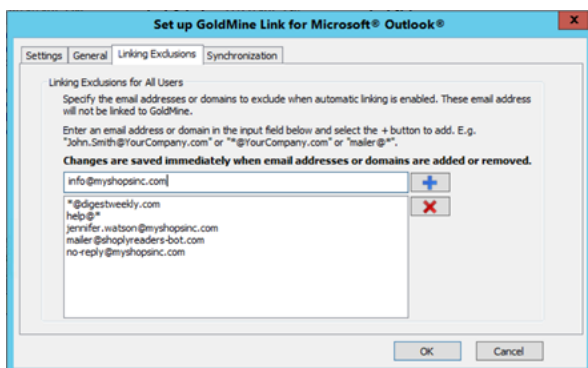 Set up GoldMine Link for Microsoft® Outlook®
x
Settings General Linking Exclusions Synchronization
Linking Exclusions for All Users
Specify the email addresses or domains to exclude when automatic linking is enabled. These email address
will not be linked to GoldMine.
Enter an email address or domain in the input field below and select the + button to add. E.g.
"John.Smith@YourCompany.com" or "*@YourCompany.com" or "mailer@*".
Changes are saved immediately when email addresses or domains are added or removed.
info@myshopsinc.com
*@digestweekly.com
help@*
jennifer.watson@myshopsinc.com
mailer@shoplyreaders-bot.com
no-reply@myshopsinc.com
OK Cancel